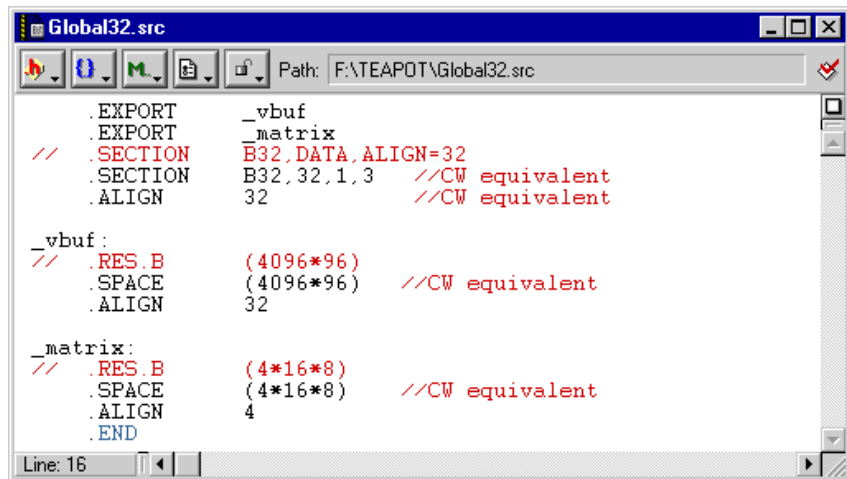 Global32.src
h {} M.. Path: F:\TEAPOT\Global32.src
.EXPORT _vbuf
.EXPORT _matrix
// .SECTION B32,DATA,ALIGN=32
.SECTION B32,32,1,3 //CW equivalent
.ALIGN 32 //CW equivalent
_vbuf:
// .RES.B (4096*96)
.SPACE (4096*96) //CW equivalent
.ALIGN 32
_matrix:
// .RES.B (4*16*8)
.SPACE (4*16*8) //CW equivalent
.ALIGN 4
.END
Line: 16